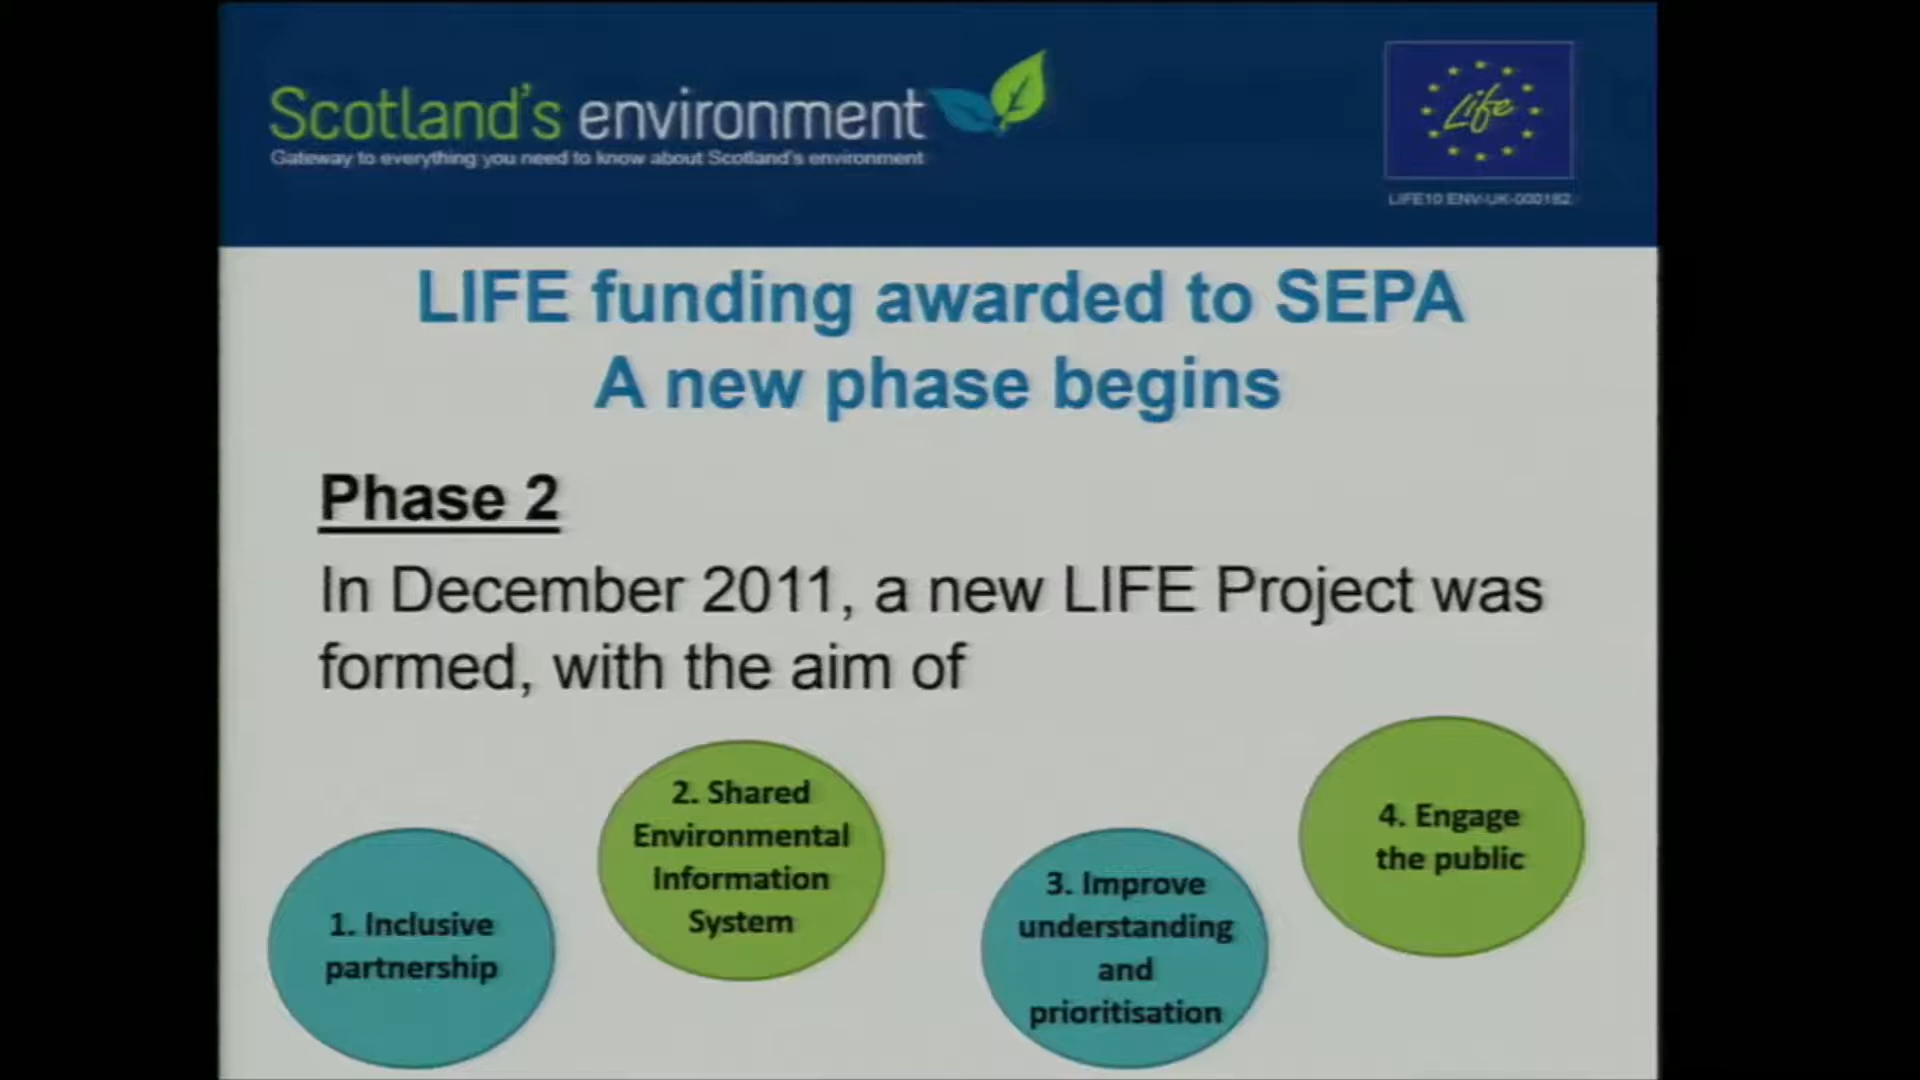 Scotland's environment
Gateway to everything you need to know about Scotland's environment
Life
LIFE10 ENV-UK-000182
LIFE funding awarded to SEPA
A new phase begins
Phase 2
In December 2011, a new LIFE Project was
formed, with the aim of
1. Inclusive
partnership
2. Shared
Environmental
Information
System
3. Improve
understanding
and
prioritisation
4. Engage
the public